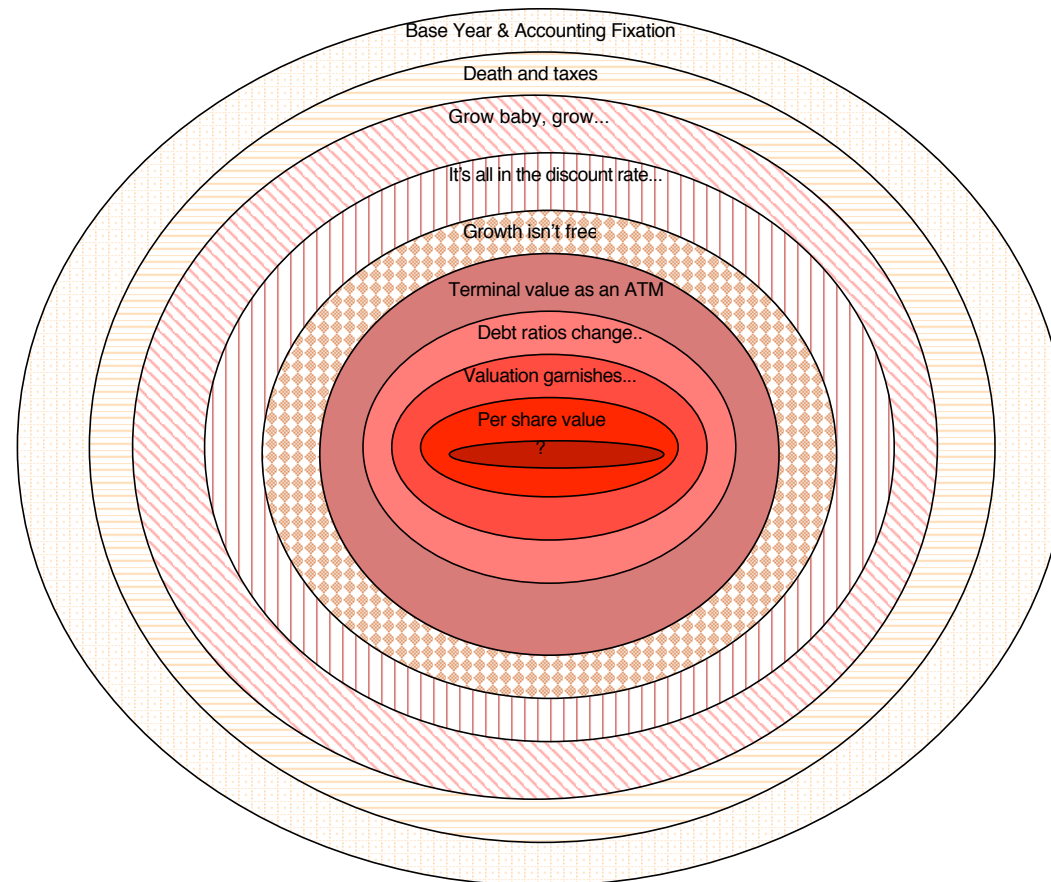 Base Year & Accounting Fixation
Death and taxes
Grow baby, grow...
It's all in the discount rate...
Growth isn't free
Terminal value as an ATM
Debt ratios change..
Valuation garnishes...
Per share value
?